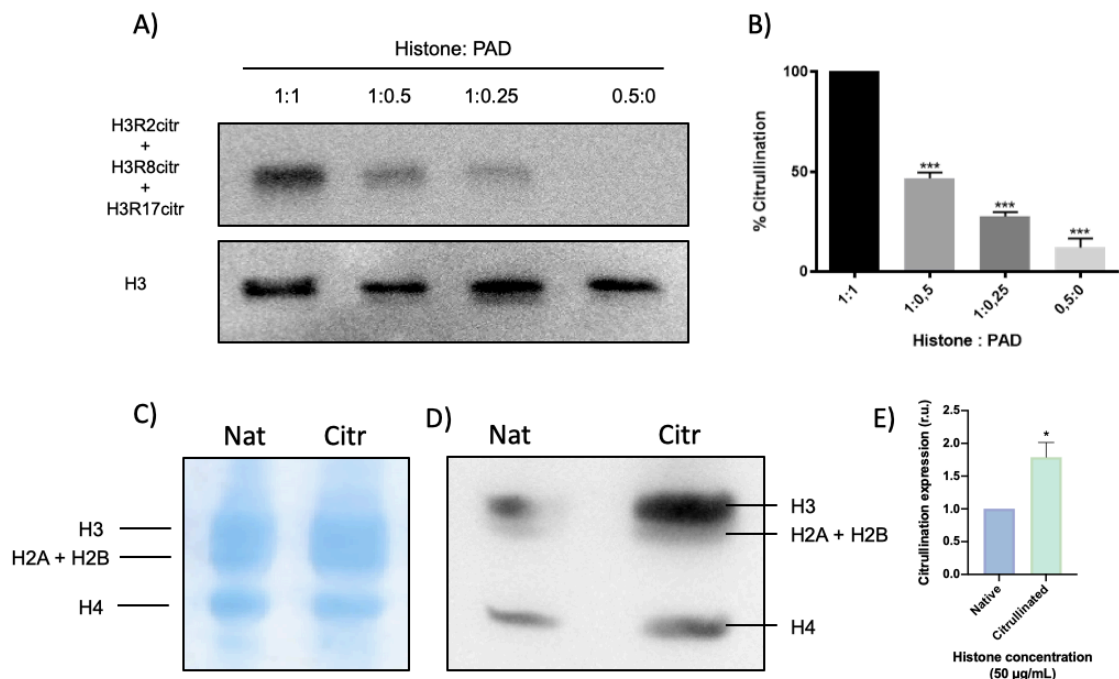 A)
Histone: PAD
1:1 1:0.5 1:0.25 0.5:0
H3R2citr
+
H3R8citr
+
H3R17citr
H3
B)
% Citrullination
100
50
0
***
***
***
1:1
1:0,5
1:0,25
0,5:0
Histone : PAD
C)
Nat Citr
H3
H2A + H2B
H4
D)
Nat Citr
H3
H2A + H2B
H4
E)
Citrullination expression (r.u.)
2.5
2.0
1.5
1.0
0.5
0.0
*
Native
Citrullinated
Histone concentration
(50 µg/mL)